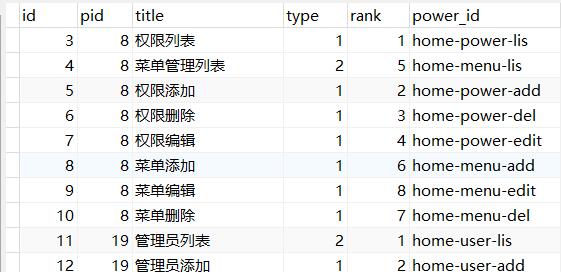 id pid title type rank power_id
3 8 权限列表 1 1 home-power-lis
4 8 菜单管理列表 2 5 home-menu-lis
5 8 权限添加 1 2 home-power-add
6 8 权限删除 1 3 home-power-del
7 8 权限编辑 1 4 home-power-edit
8 8 菜单添加 1 6 home-menu-add
9 8 菜单编辑 1 8 home-menu-edit
10 8 菜单删除 1 7 home-menu-del
11 19 管理员列表 2 1 home-user-lis
12 19 管理员添加 1 2 home-user-add